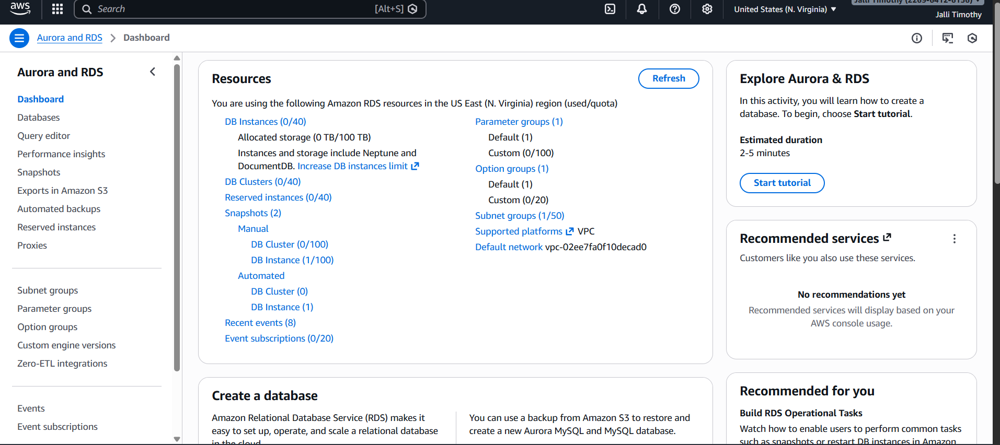 aws
Search
[Alt+S]
United States (N. Virginia)
Jalli Timothy (2269-6412-6156)
Jalli Timothy
Aurora and RDS
Dashboard
Aurora and RDS
Dashboard
Databases
Query editor
Performance insights
Snapshots
Exports in Amazon S3
Automated backups
Reserved instances
Proxies
Subnet groups
Parameter groups
Option groups
Custom engine versions
Zero-ETL integrations
Events
Event subscriptions
Resources
Refresh
You are using the following Amazon RDS resources in the US East (N. Virginia) region (used/quota)
DB Instances (0/40)
Allocated storage (0 TB/100 TB)
Instances and storage include Neptune and
DocumentDB. Increase DB instances limit
DB Clusters (0/40)
Reserved instances (0/40)
Snapshots (2)
Manual
DB Cluster (0/100)
DB Instance (1/100)
Automated
DB Cluster (0)
DB Instance (1)
Recent events (8)
Event subscriptions (0/20)
Parameter groups (1)
Default (1)
Custom (0/100)
Option groups (1)
Default (1)
Custom (0/20)
Subnet groups (1/50)
Supported platforms VPC
Default network vpc-02ee7fa0f10decad0
Create a database
Amazon Relational Database Service (RDS) makes it
easy to set up, operate, and scale a relational database
in the cloud
You can use a backup from Amazon S3 to restore and
create a new Aurora MySQL and MySQL database.
Explore Aurora & RDS
In this activity, you will learn how to create a
database. To begin, choose Start tutorial.
Estimated duration
2-5 minutes
Start tutorial
Recommended services
Customers like you also use these services.
No recommendations yet
Recommended services will display based on your
AWS console usage.
Recommended for you
Build RDS Operational Tasks
Watch how to enable users to perform common tasks
such as snapshots or restart DB instances in Amazon